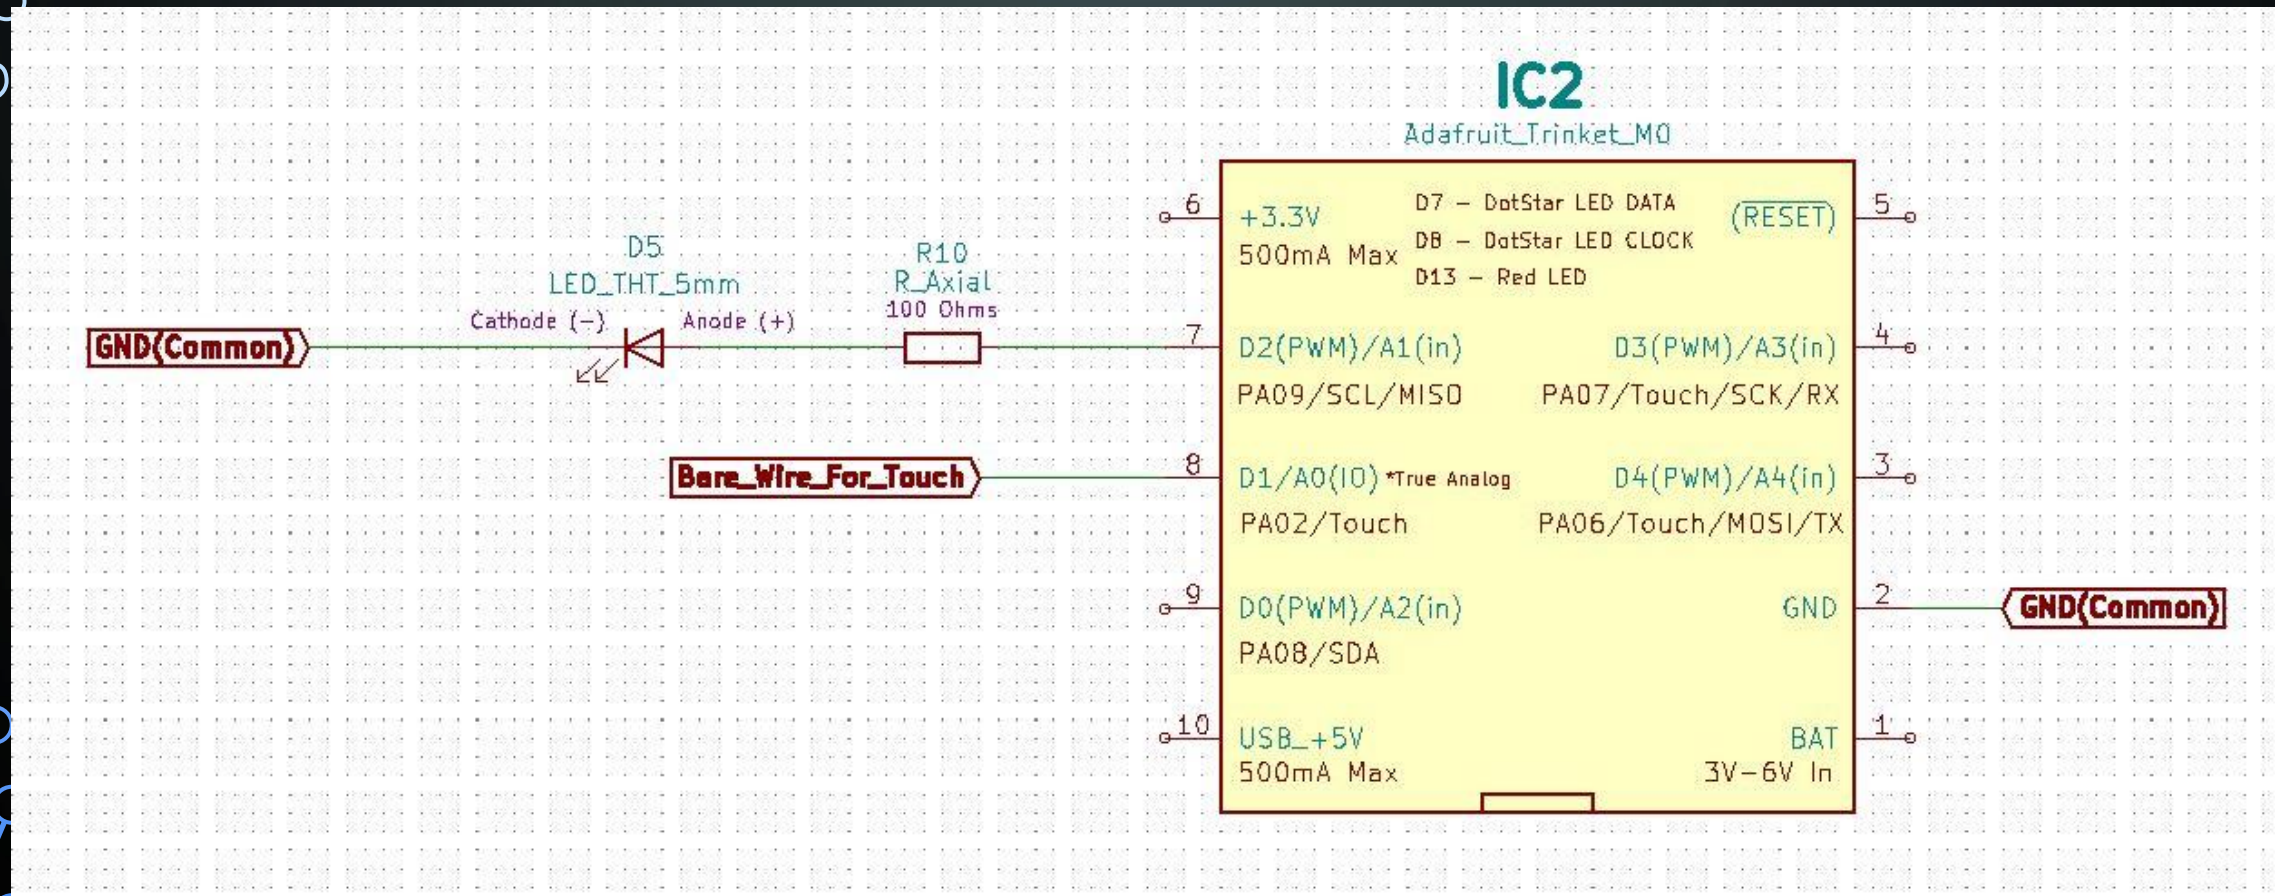 IC2
Adafruit_Trinket_M0
D5
LED_THT_5mm
Cathode (-)
Anode (+)
R10
R_Axial
100 Ohms
GND(Common)
Bare_Wire_For_Touch
6
+3.3V
500mA Max
7
D2(PWM)/A1(in)
PA09/SCL/MISO
8
D1/A0(IO) *True Analog
PA02/Touch
9
D0(PWM)/A2(in)
PA08/SDA
10
USB_+5V
500mA Max
D7 - DotStar LED DATA
D8 - DotStar LED CLOCK
D13 - Red LED
(RESET)
5
D3(PWM)/A3(in)
4
PA07/Touch/SCK/RX
D4(PWM)/A4(in)
3
PA06/Touch/MOSI/TX
GND
2
GND(Common)
BAT
1
3V-6V In